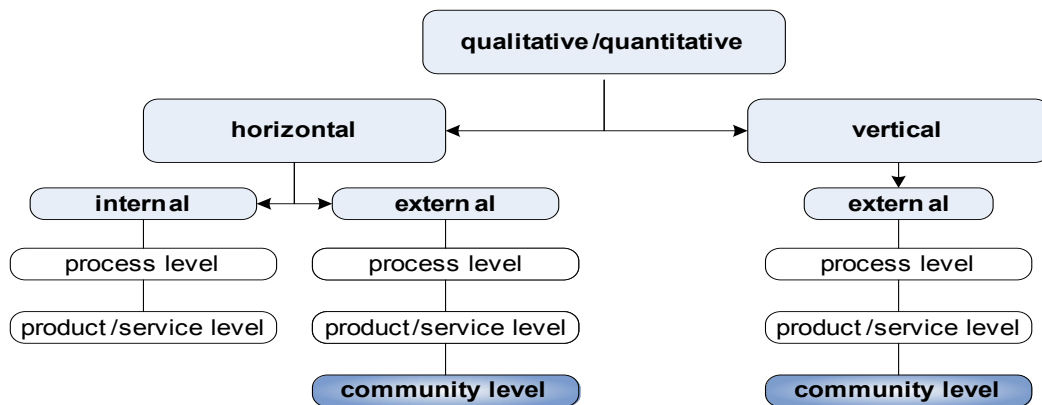 qualitative/quantitative
horizontal
vertical
internal
external
external
process level
process level
process level
product/service level
product/service level
product/service level
community level
community level